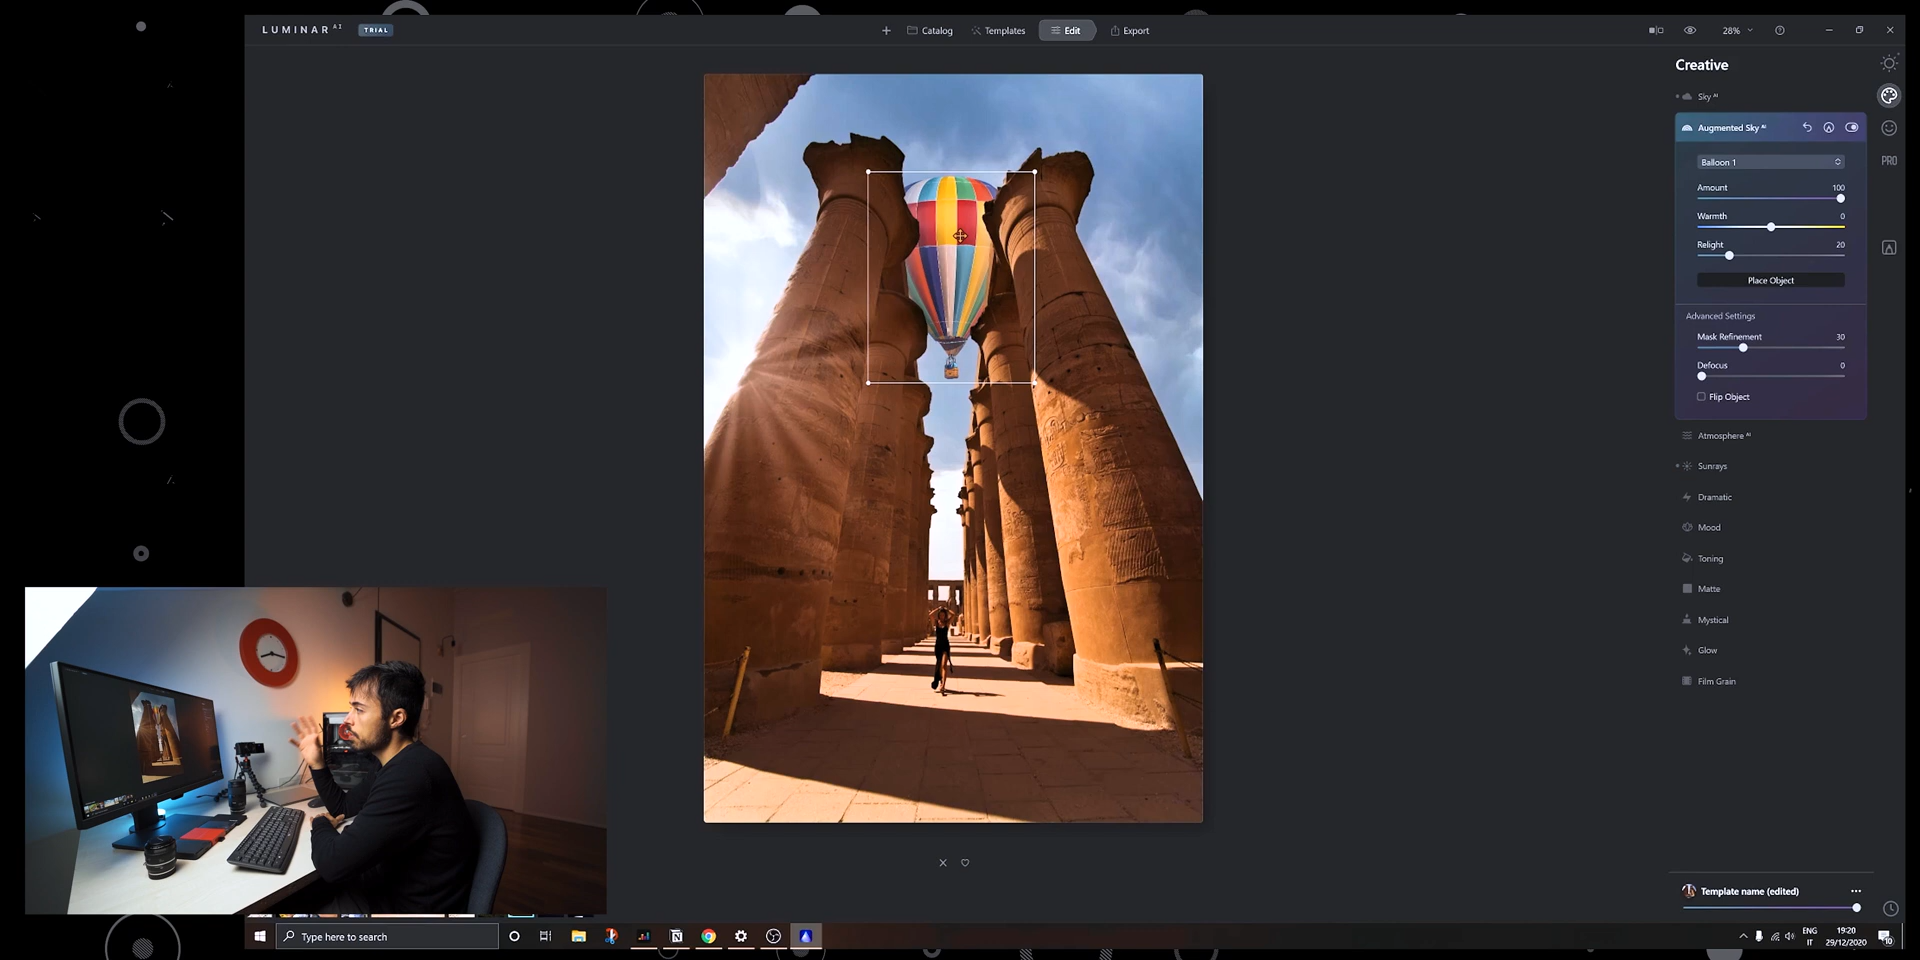 LUMINAR AI TRIAL
Catalog Templates Edit Export
28%
Creative
Sky AI
Augmented Sky AI
PRO
Balloon 1
Amount 100
Warmth 0
Relight 20
Place Object
Advanced Settings
Mask Refinement 30
Defocus 0
Flip Object
Atmosphere AI
Sunrays
Dramatic
Mood
Toning
Matte
Mystical
Glow
Film Grain
Template name (edited)
Type here to search
ENG
IT
19:20
29/12/2020
10